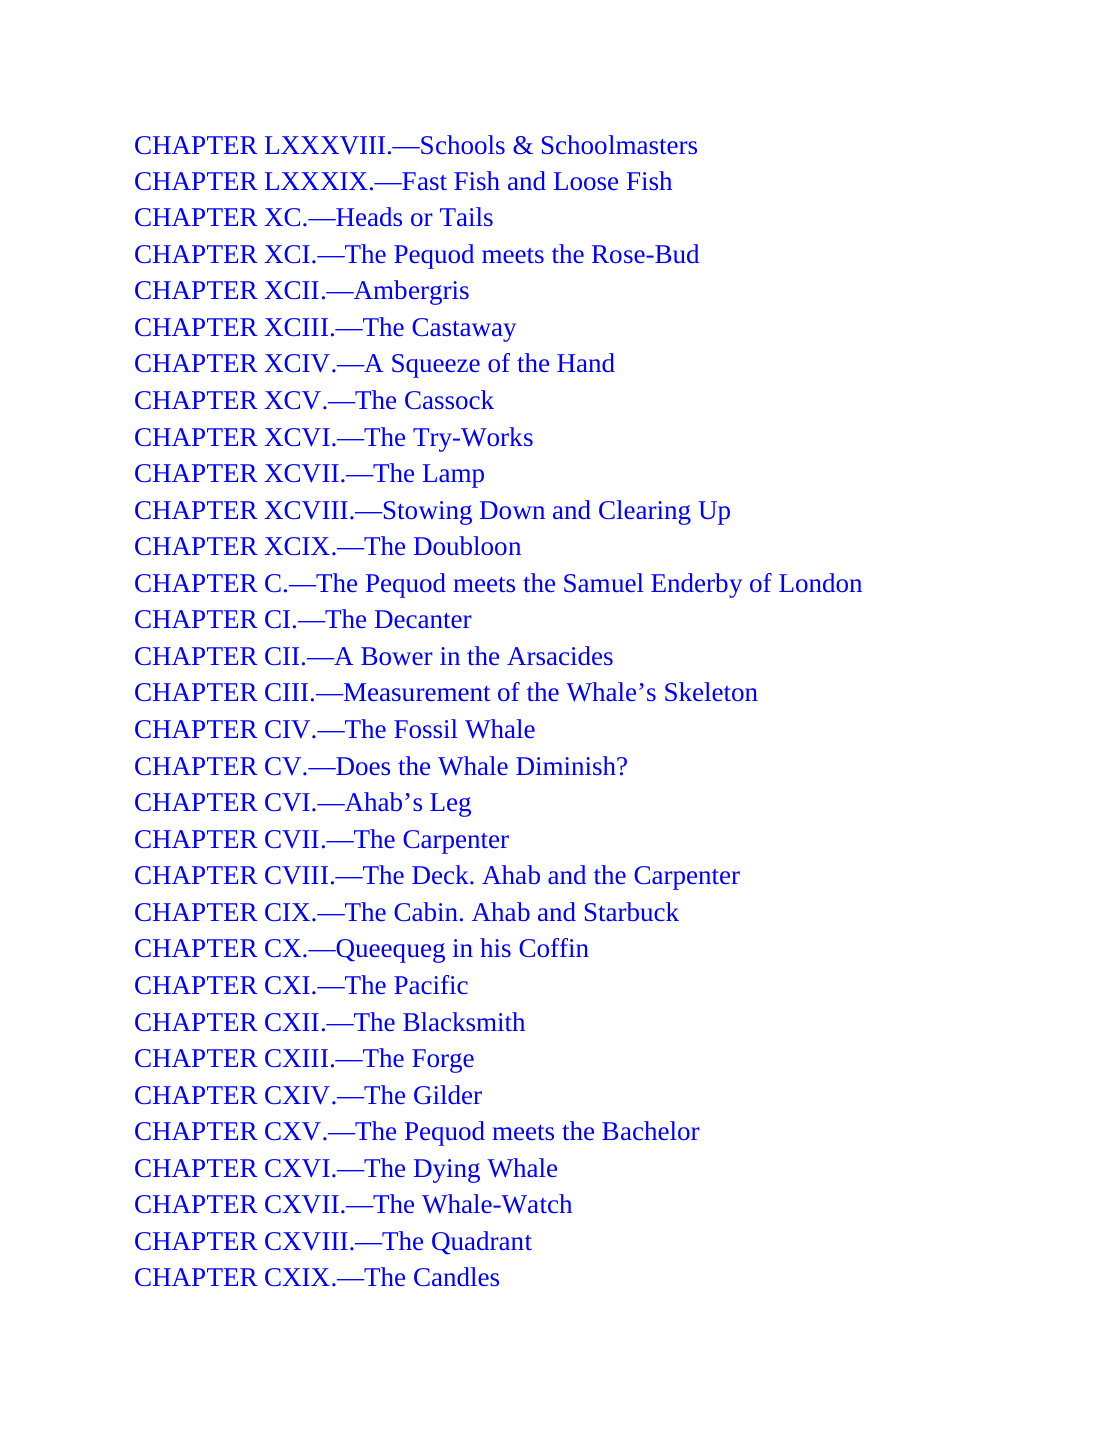 CHAPTER LXXXVIII.—Schools & Schoolmasters
CHAPTER LXXXIX.—Fast Fish and Loose Fish
CHAPTER XC.—Heads or Tails
CHAPTER XCI.—The Pequod meets the Rose-Bud
CHAPTER XCII.—Ambergris
CHAPTER XCIII.—The Castaway
CHAPTER XCIV.—A Squeeze of the Hand
CHAPTER XCV.—The Cassock
CHAPTER XCVI.—The Try-Works
CHAPTER XCVII.—The Lamp
CHAPTER XCVIII.—Stowing Down and Clearing Up
CHAPTER XCIX.—The Doubloon
CHAPTER C.—The Pequod meets the Samuel Enderby of London
CHAPTER CI.—The Decanter
CHAPTER CII.—A Bower in the Arsacides
CHAPTER CIII.—Measurement of the Whale’s Skeleton
CHAPTER CIV.—The Fossil Whale
CHAPTER CV.—Does the Whale Diminish?
CHAPTER CVI.—Ahab’s Leg
CHAPTER CVII.—The Carpenter
CHAPTER CVIII.—The Deck. Ahab and the Carpenter
CHAPTER CIX.—The Cabin. Ahab and Starbuck
CHAPTER CX.—Queequeg in his Coffin
CHAPTER CXI.—The Pacific
CHAPTER CXII.—The Blacksmith
CHAPTER CXIII.—The Forge
CHAPTER CXIV.—The Gilder
CHAPTER CXV.—The Pequod meets the Bachelor
CHAPTER CXVI.—The Dying Whale
CHAPTER CXVII.—The Whale-Watch
CHAPTER CXVIII.—The Quadrant
CHAPTER CXIX.—The Candles